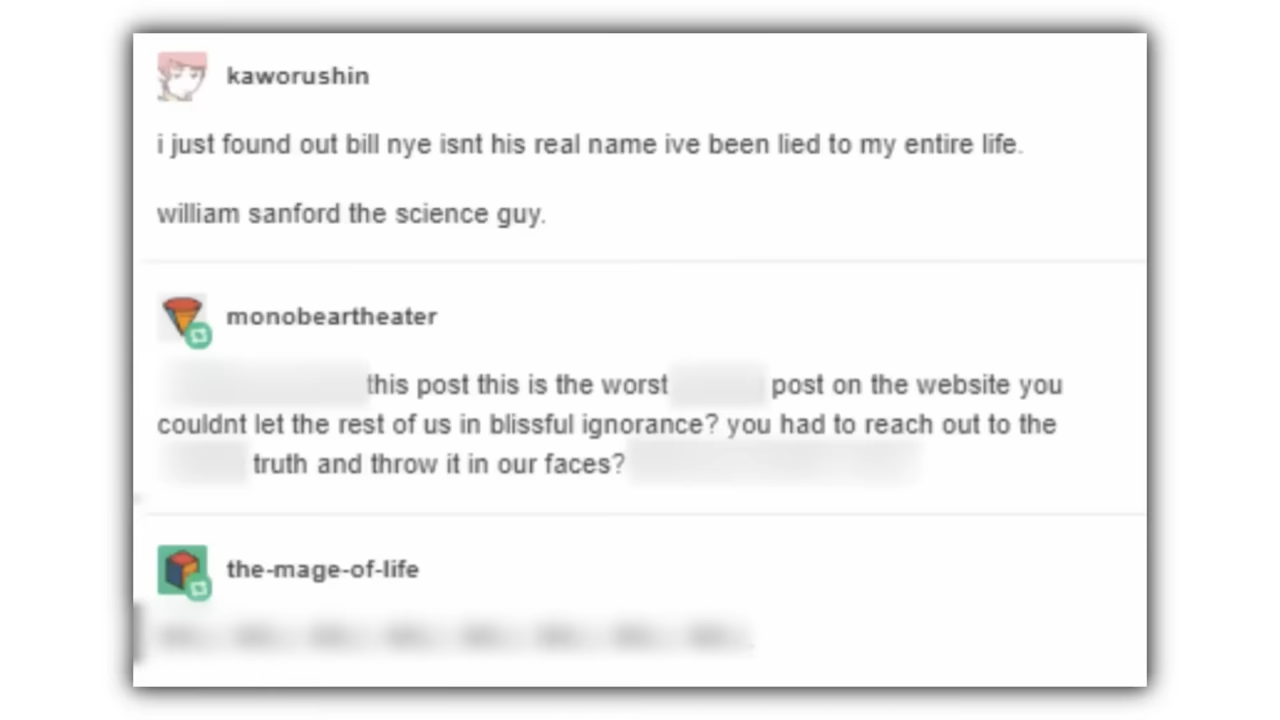 kaworushin
i just found out bill nye isnt his real name ive been lied to my entire life.
william sanford the science guy.
monobeartheater
this post this is the worst post on the website you
couldnt let the rest of us in blissful ignorance? you had to reach out to the
truth and throw it in our faces?
the-mage-of-life